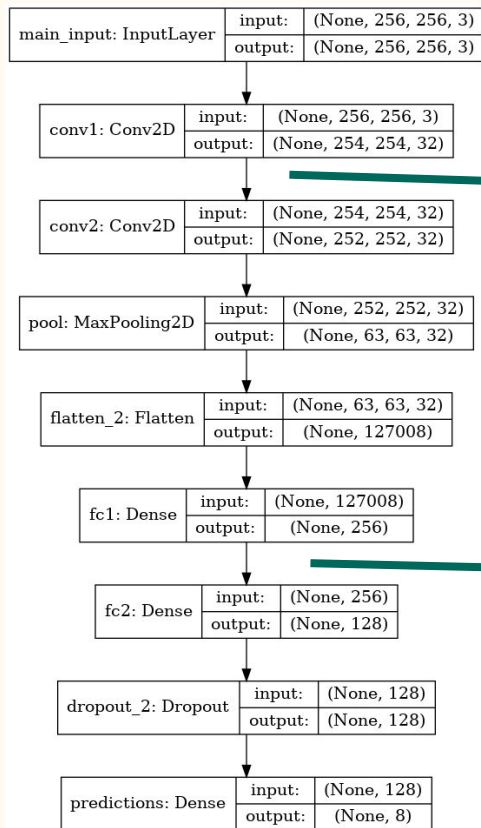 main_input: InputLayer
input: (None, 256, 256, 3)
output: (None, 256, 256, 3)
conv1: Conv2D
input: (None, 256, 256, 3)
output: (None, 254, 254, 32)
conv2: Conv2D
input: (None, 254, 254, 32)
output: (None, 252, 252, 32)
pool: MaxPooling2D
input: (None, 252, 252, 32)
output: (None, 63, 63, 32)
flatten_2: Flatten
input: (None, 63, 63, 32)
output: (None, 127008)
fc1: Dense
input: (None, 127008)
output: (None, 256)
fc2: Dense
input: (None, 256)
output: (None, 128)
dropout_2: Dropout
input: (None, 128)
output: (None, 128)
predictions: Dense
input: (None, 128)
output: (None, 8)